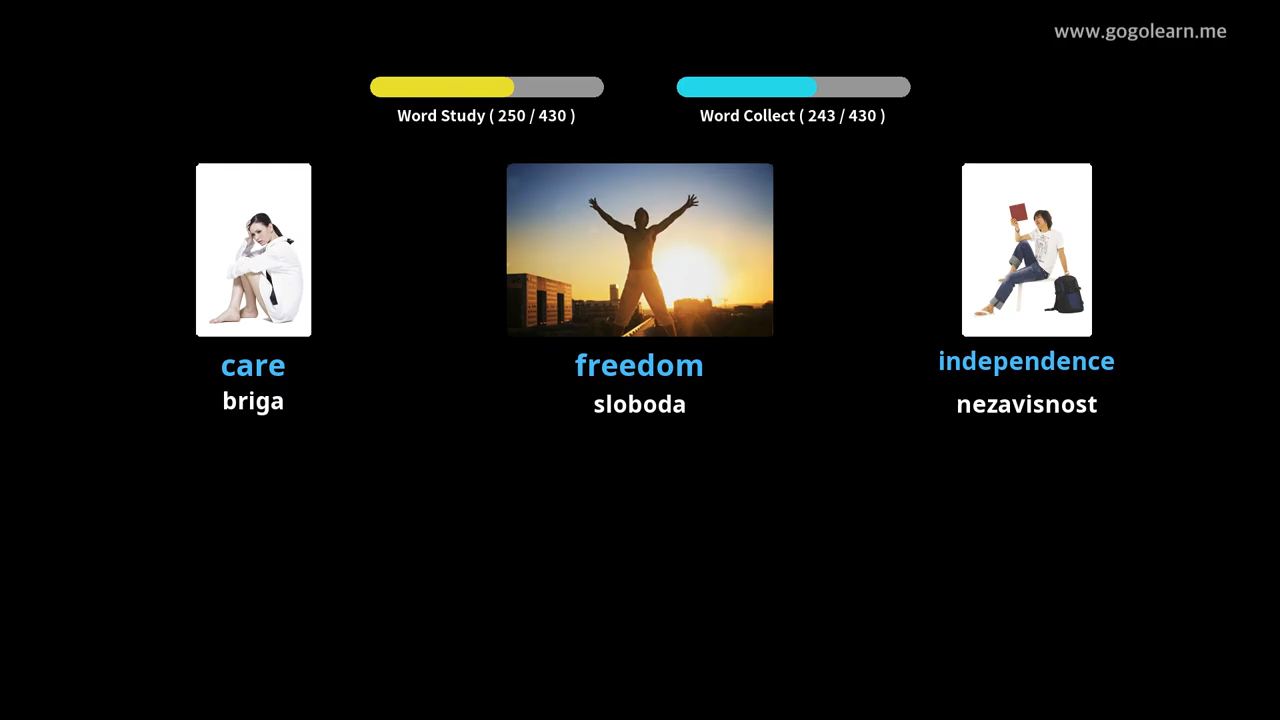 www.gogolearn.me
Word Study ( 250 / 430 )
Word Collect ( 243 / 430 )
care
freedom
independence
briga
sloboda
nezavisnost